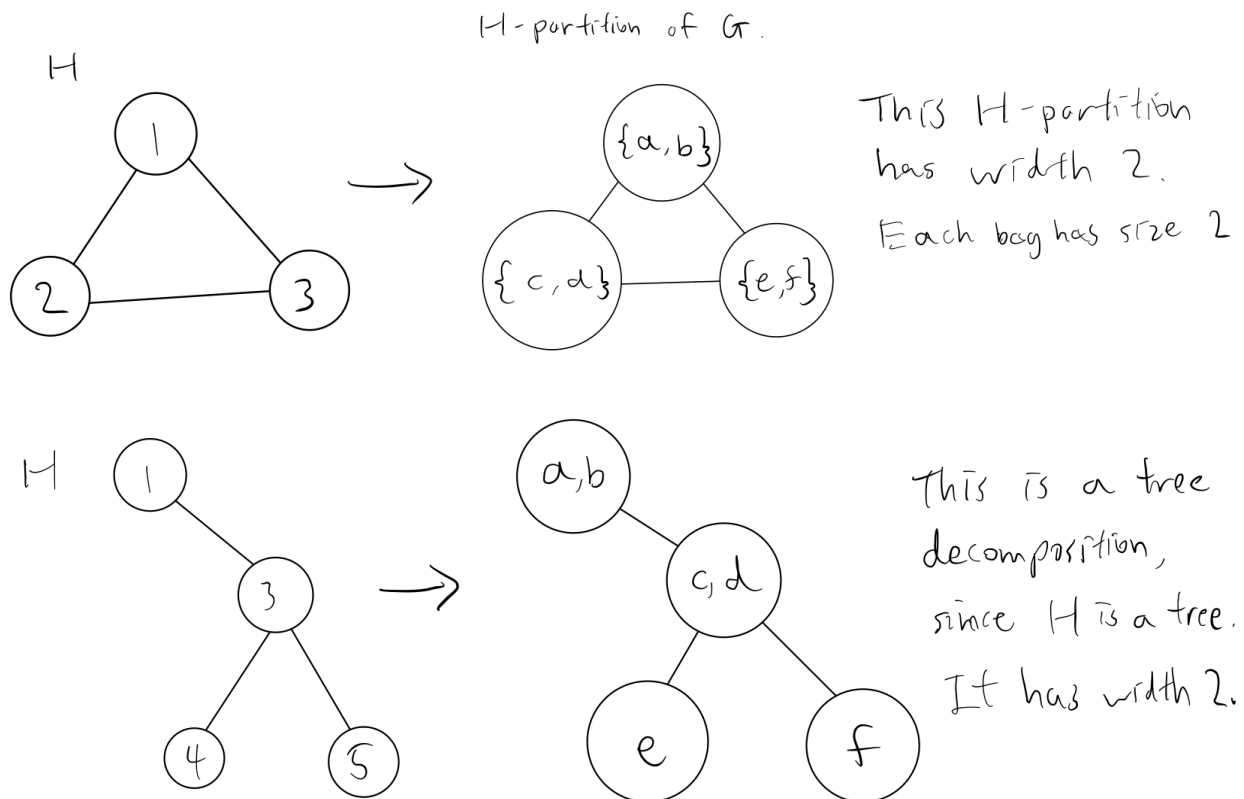 H-partition of G.
H
1
2
3
{a,b}
{c,d}
{e,f}
This H-partition
has width 2.
Each bag has size 2
H
1
3
4
5
a,b
c,d
e
f
This is a tree
decomposition,
since H is a tree.
It has width 2.